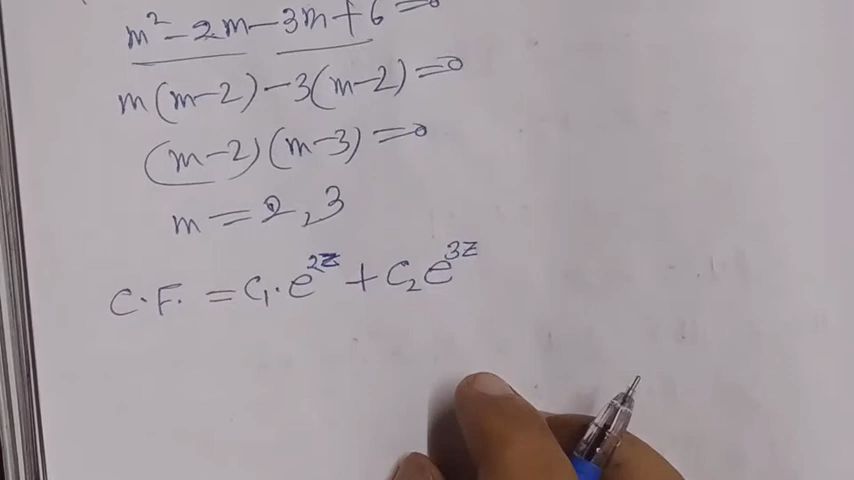 m² - 2m - 3m + 6 = 0
m(m-2) - 3(m-2) = 0
(m-2)(m-3) = 0
m = 2, 3
C.F. = C₁.e^{2z} + C₂e^{3z}